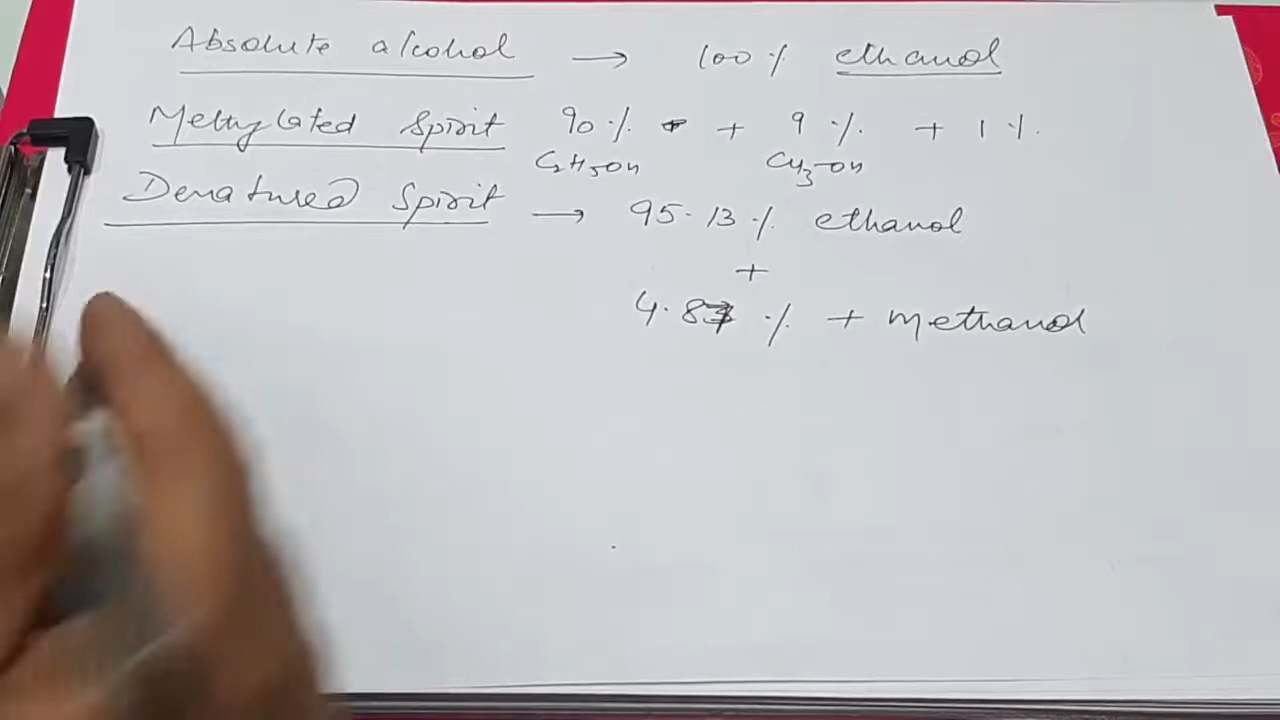 Absolute alcohol → 100% ethanol
Methylated Spirit 90% + 9% + 1%.
C2H5OH CH3-OH
Denatured Spirit → 95.13% ethanol
+
4.87% + Methanol